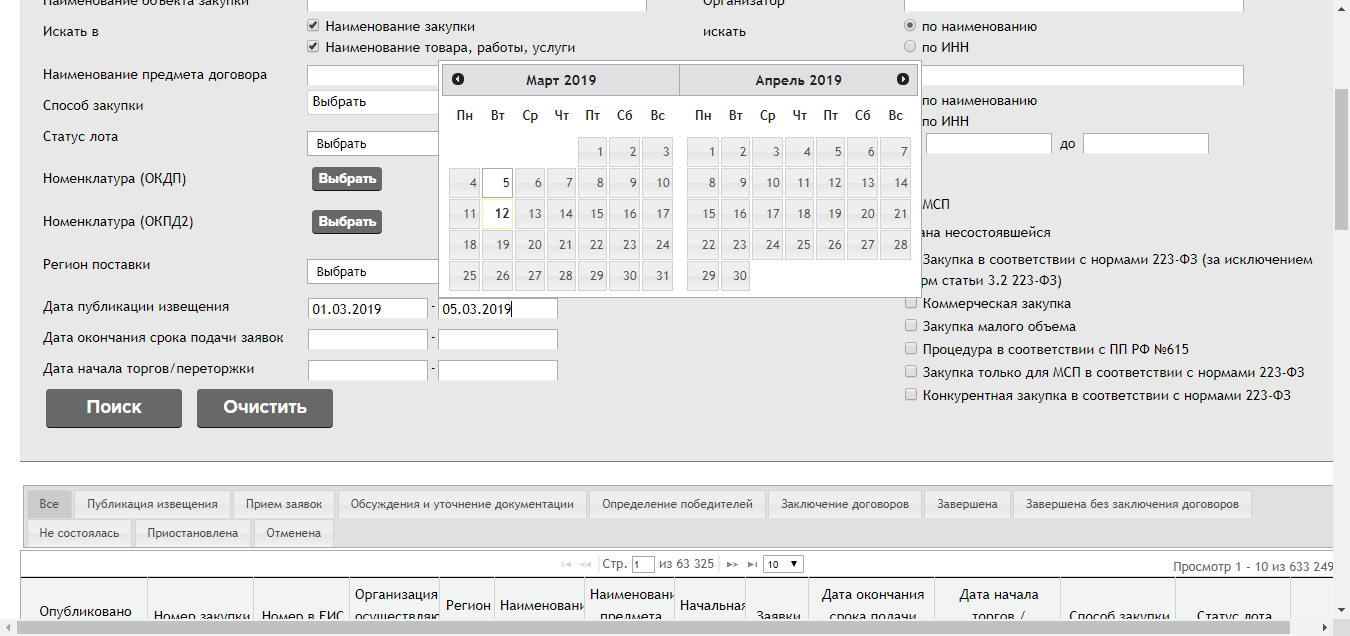 Наименование объекта закупки
Организатор
Искать в
Наименование закупки
искать
по наименованию
Наименование товара, работы, услуги
по ИНН
Наименование предмета договора
Март 2019
Апрель 2019
Способ закупки
Выбрать
по наименованию
Пн Вт Ср Чт Пт Сб Вс
Пн Вт Ср Чт Пт Сб Вс
по ИНН
Статус лота
Выбрать
до
1 2 3
1 2 3 4 5 6 7
Номенклатура (ОКДП)
Выбрать
4 5 6 7 8 9 10
8 9 10 11 12 13 14
МСП
Номенклатура (ОКПД2)
Выбрать
11 12 13 14 15 16 17
15 16 17 18 19 20 21
несостоявшейся
18 19 20 21 22 23 24
22 23 24 25 26 27 28
Регион поставки
Выбрать
25 26 27 28 29 30 31
29 30
Закупка в соответствии с нормами 223-ФЗ (за исключением
статьи 3.2 223-ФЗ)
Дата публикации извещения
01.03.2019 - 05.03.2019
Коммерческая закупка
Закупка малого объема
Дата окончания срока подачи заявок
-
Процедура в соответствии с ПП РФ №615
Дата начала торгов/переторжки
-
Закупка только для МСП в соответствии с нормами 223-ФЗ
Конкурентная закупка в соответствии с нормами 223-ФЗ
Поиск
Очистить
Все
Публикация извещения
Прием заявок
Обсуждения и уточнение документации
Определение победителей
Заключение договоров
Завершена
Завершена без заключения договоров
Не состоялась
Приостановлена
Отменена
Стр. 1 из 63 325
10
Просмотр 1 - 10 из 633 249
Опубликовано
Номер закупки
Номер в ЕИС
Организация
осуществляю
Регион
Наименовани
Наименовани
предмета
Начальная
Заявки
Дата окончания
срока подачи
Дата начала
торгов /
Способ закупки
Статус лота